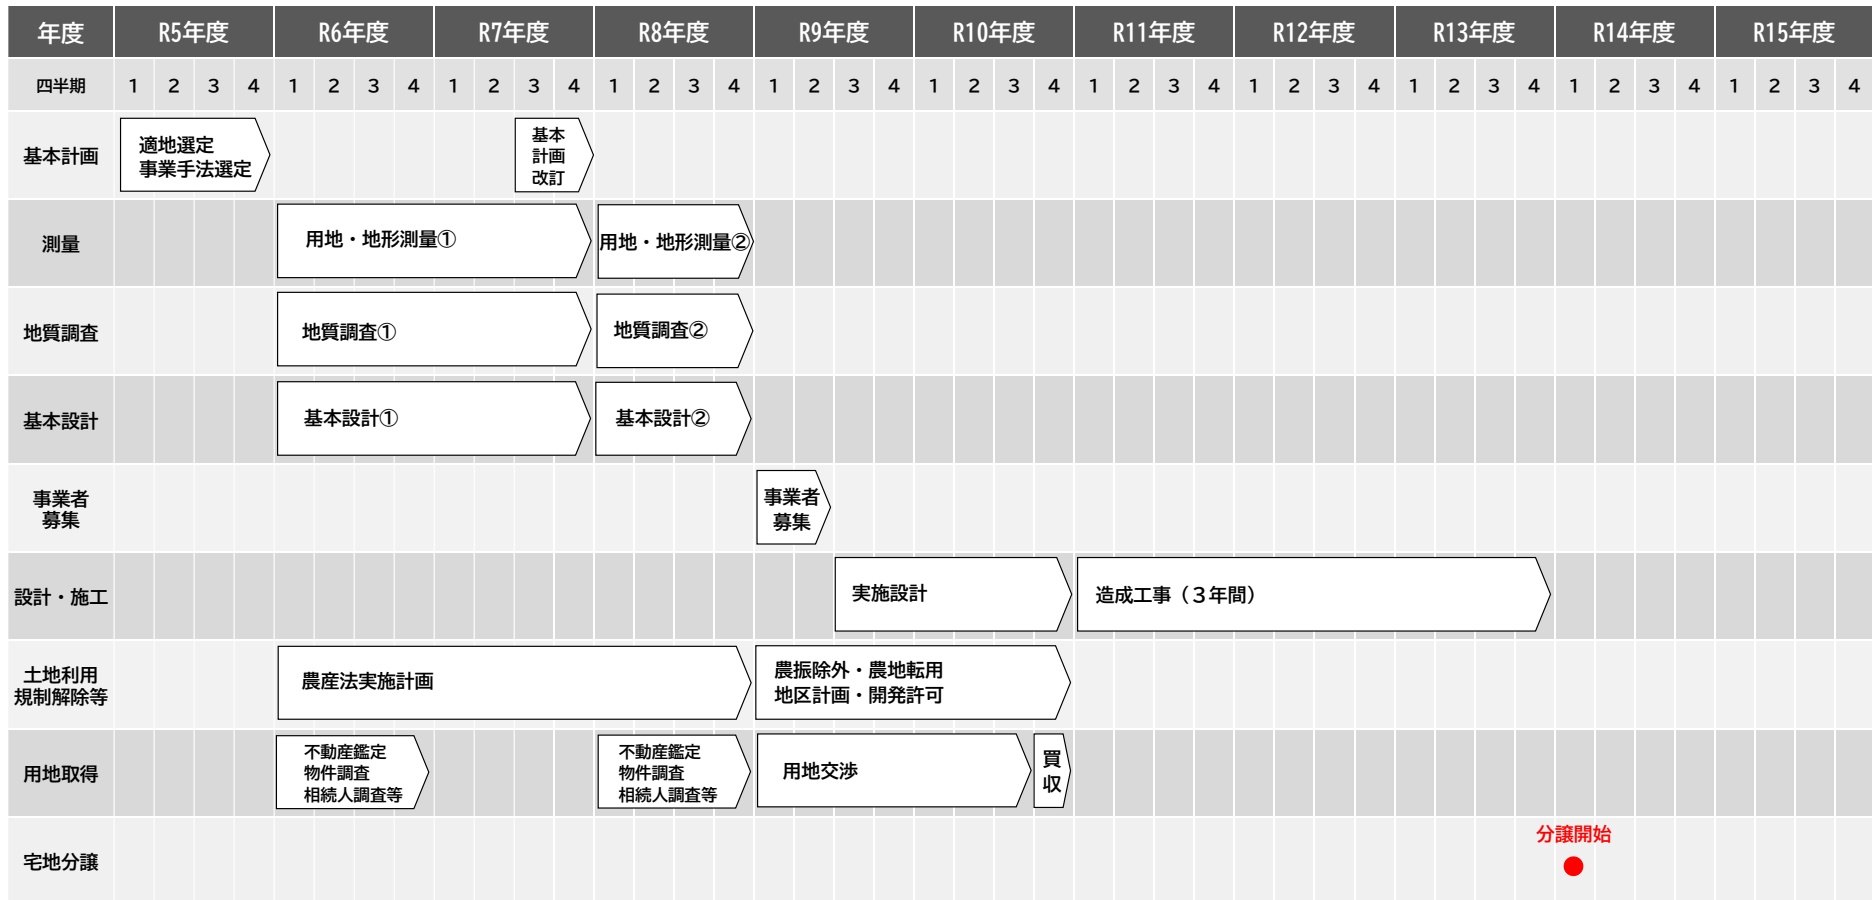 年度 R5年度 R6年度 R7年度 R8年度 R9年度 R10年度 R11年度 R12年度 R13年度 R14年度 R15年度
四半期 1 2 3 4 1 2 3 4 1 2 3 4 1 2 3 4 1 2 3 4 1 2 3 4 1 2 3 4 1 2 3 4 1 2 3 4 1 2 3 4 1 2 3 4
基本計画
適地選定
事業手法選定
基本
計画
改訂
測量
用地・地形測量①
用地・地形測量②
地質調査
地質調査①
地質調査②
基本設計
基本設計①
基本設計②
事業者
募集
事業者
募集
設計・施工
実施設計
造成工事（３年間）
土地利用
規制解除等
農産法実施計画
農振除外・農地転用
地区計画・開発許可
用地取得
不動産鑑定
物件調査
相続人調査等
不動産鑑定
物件調査
相続人調査等
用地交渉
買
収
宅地分譲
分譲開始